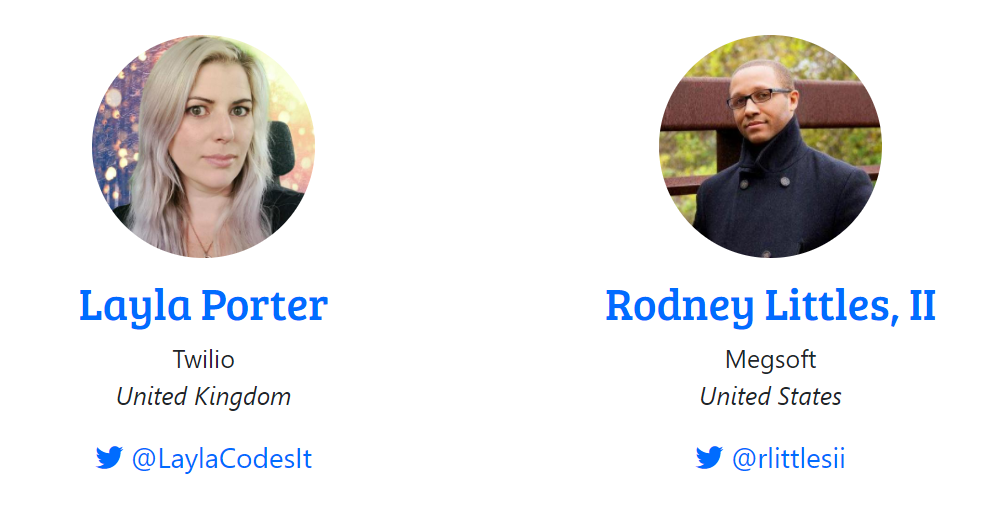 Layla Porter
Twilio
United Kingdom
@LaylaCodesIt
Rodney Littles, II
Megsoft
United States
@rlittlesii